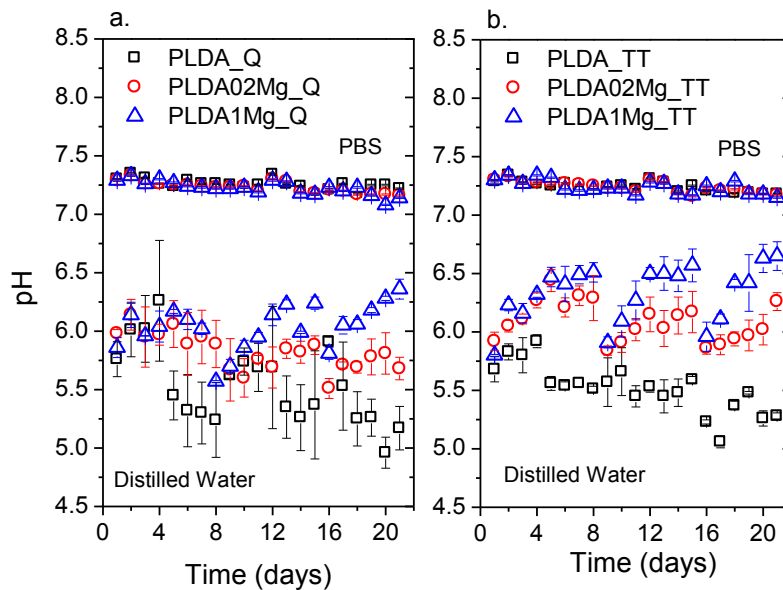 a.
8.5
8.0
7.5
7.0
6.5
6.0
5.5
5.0
4.5
pH
PLDA_Q
PLDA02Mg_Q
PLDA1Mg_Q
PBS
Distilled Water
0 4 8 12 16 20
Time (days)
b.
8.5
8.0
7.5
7.0
6.5
6.0
5.5
5.0
4.5
PLDA_TT
PLDA02Mg_TT
PLDA1Mg_TT
PBS
Distilled Water
0 4 8 12 16 20
Time (days)